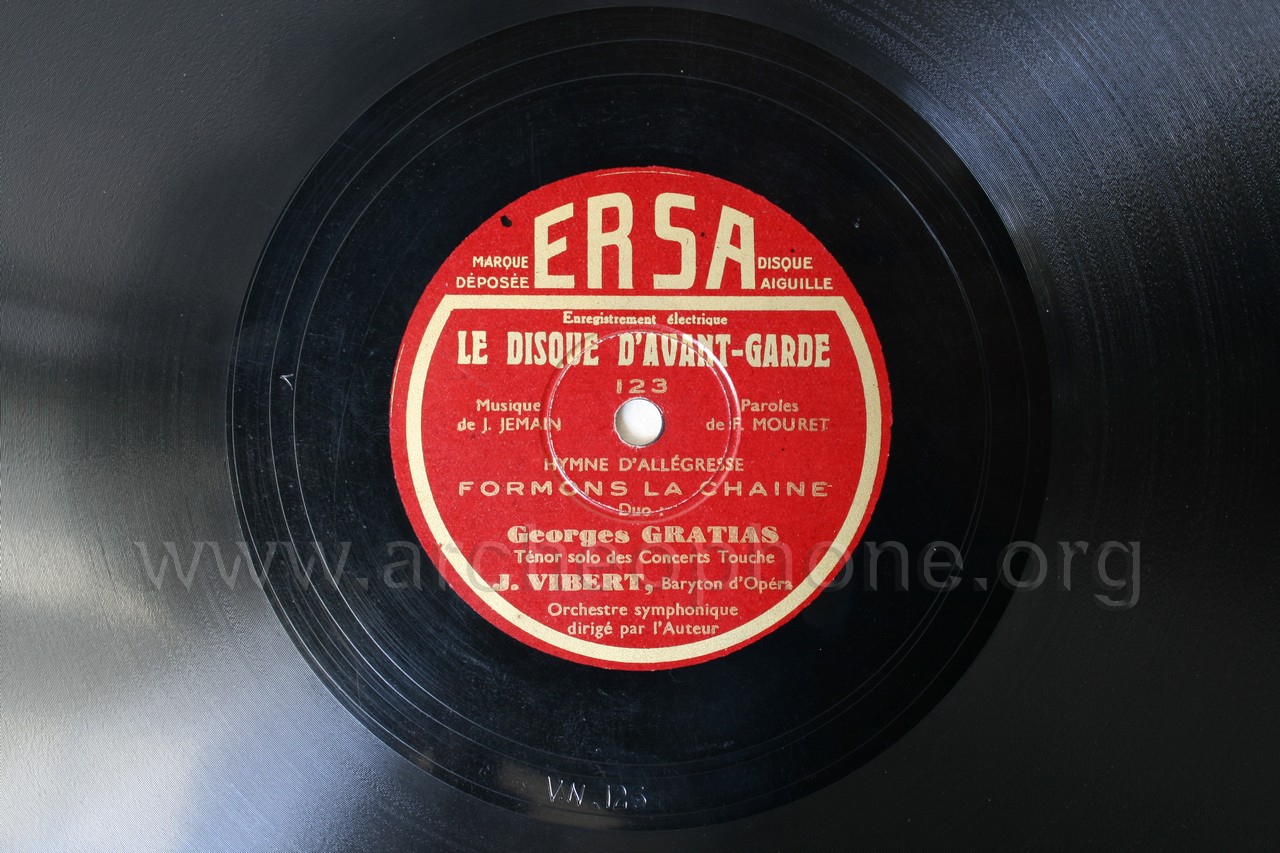 ERSA
MARQUE DÉPOSÉE
DISQUE AIGUILLE
Enregistrement électrique
LE DISQUE D'AVANT-GARDE
123
Musique
de J. JEMAIN
Paroles
de F. MOURET
HYMNE D'ALLÉGRESSE
FORMONS LA CHAINE
Duo :
Georges GRATIAS
Ténor solo des Concerts Touche
J. VIBERT, Baryton d'Opéra
Orchestre symphonique
dirigé par l'Auteur
V.N. 123
www.archeophone.org